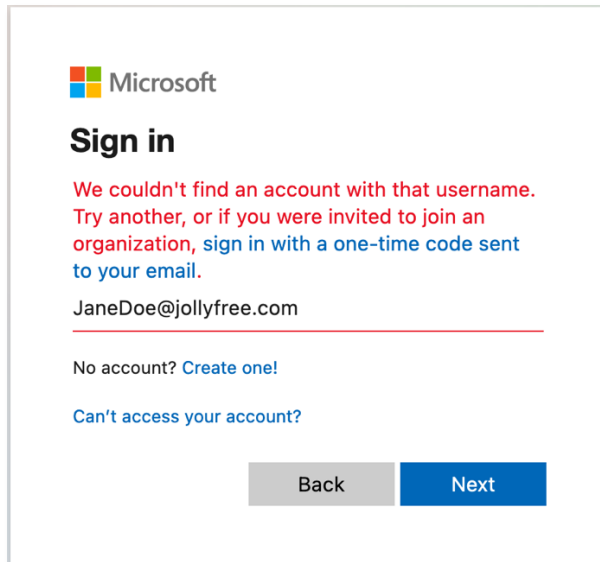 Microsoft
Sign in
We couldn't find an account with that username.
Try another, or if you were invited to join an
organization, sign in with a one-time code sent
to your email.
JaneDoe@jollyfree.com
No account? Create one!
Can’t access your account?
Back
Next